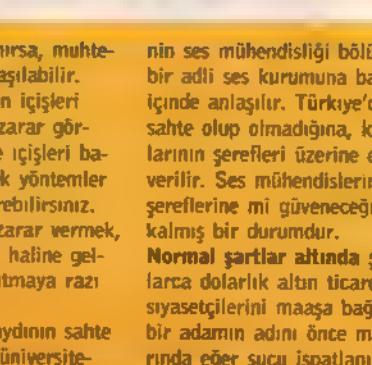 nırsa, muhte-
aşılabilir.
n içişleri
zarar gör-
e içişleri ba-
k yöntemler
rebilirsiniz.
zarar vermek,
haline gel-
utmaya razı
aydının sahte
üniversite-
nin ses mühendisliği bölü
bir adli ses kurumuna ba
içinde anlaşılır. Türkiye'd
sahte olup olmadığına, k
larının şerefleri üzerine
verilir. Ses mühendislerin
şereflerine mi güveneceği
kalmış bir durumdur.
Normal şartlar altında ş
larca dolarlık altın ticare
siyasetçilerini maaşa bağ
bir adamın adını önce m
rında eğer suçu ispatlanı